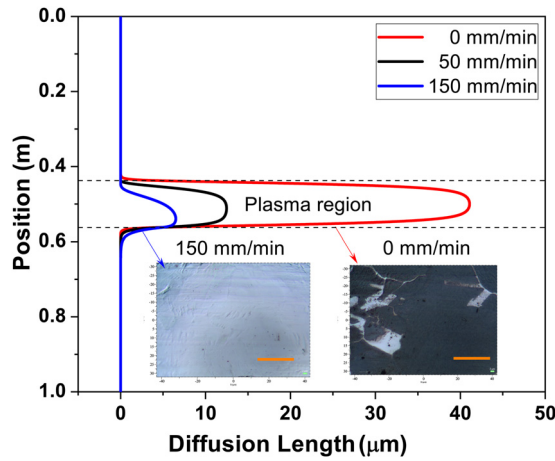 0 mm/min
50 mm/min
150 mm/min
0.0
0.2
0.4
0.6
0.8
1.0
Position (m)
Plasma region
150 mm/min
0 mm/min
0
10
20
30
40
50
Diffusion Length (μm)